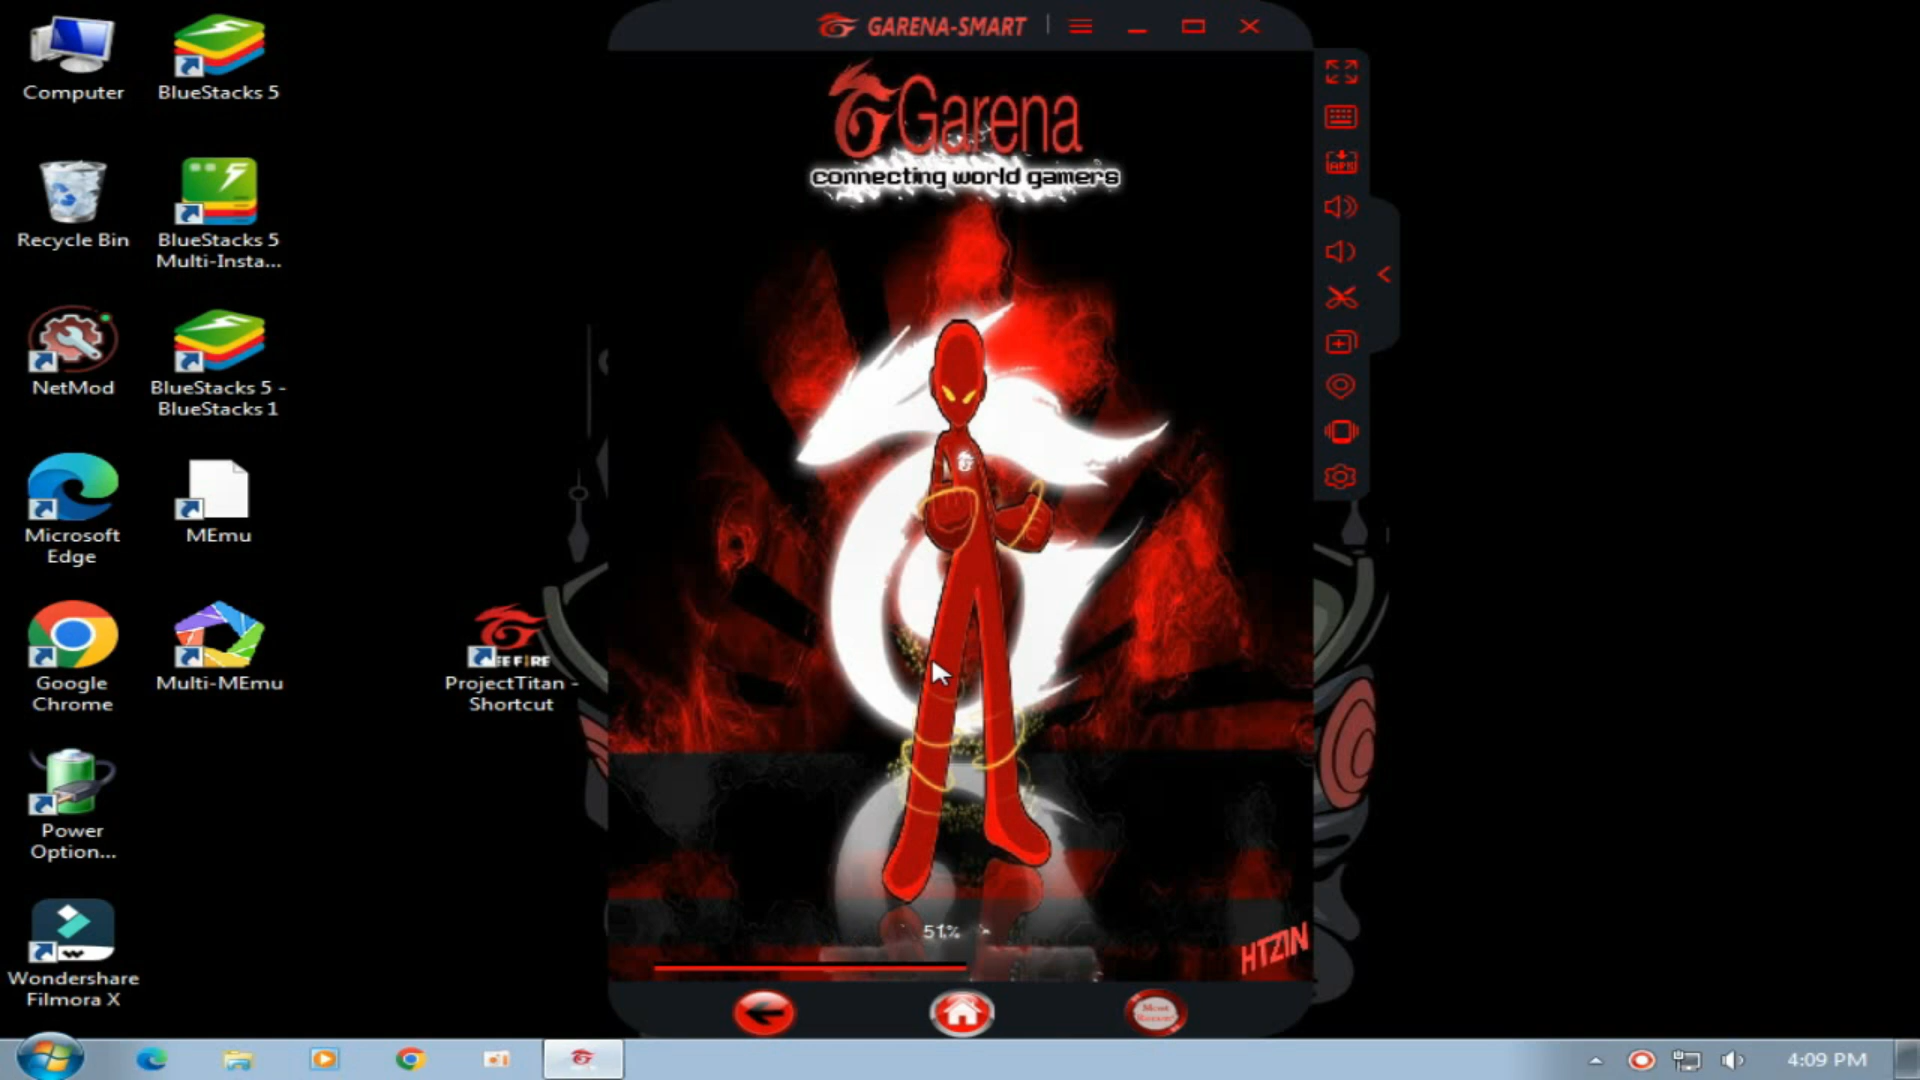 GARENA-SMART
Garena
connecting world gamers
APK
Computer
BlueStacks 5
Recycle Bin
BlueStacks 5
Multi-Insta...
NetMod
BlueStacks 5 -
BlueStacks 1
Microsoft
Edge
MEmu
Google
Chrome
Multi-MEmu
EE FIRE
ProjectTitan -
Shortcut
Power
Option...
Wondershare
Filmora X
51%
HTZIN
4:09 PM